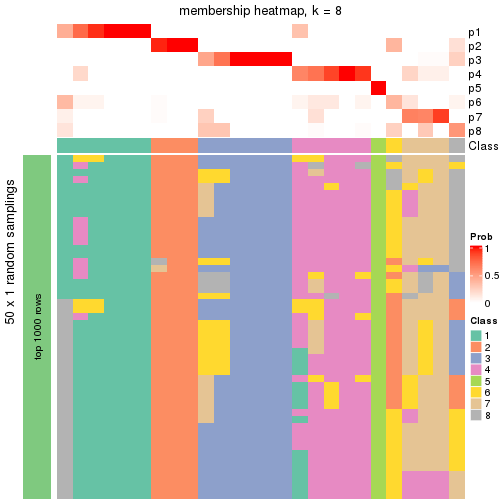 membership heatmap, k = 8
p1
p2
p3
p4
p5
p6
p7
p8
Class
50 x 1 random samplings
top 1000 rows
Prob
1
0.5
0
Class
1
2
3
4
5
6
7
8